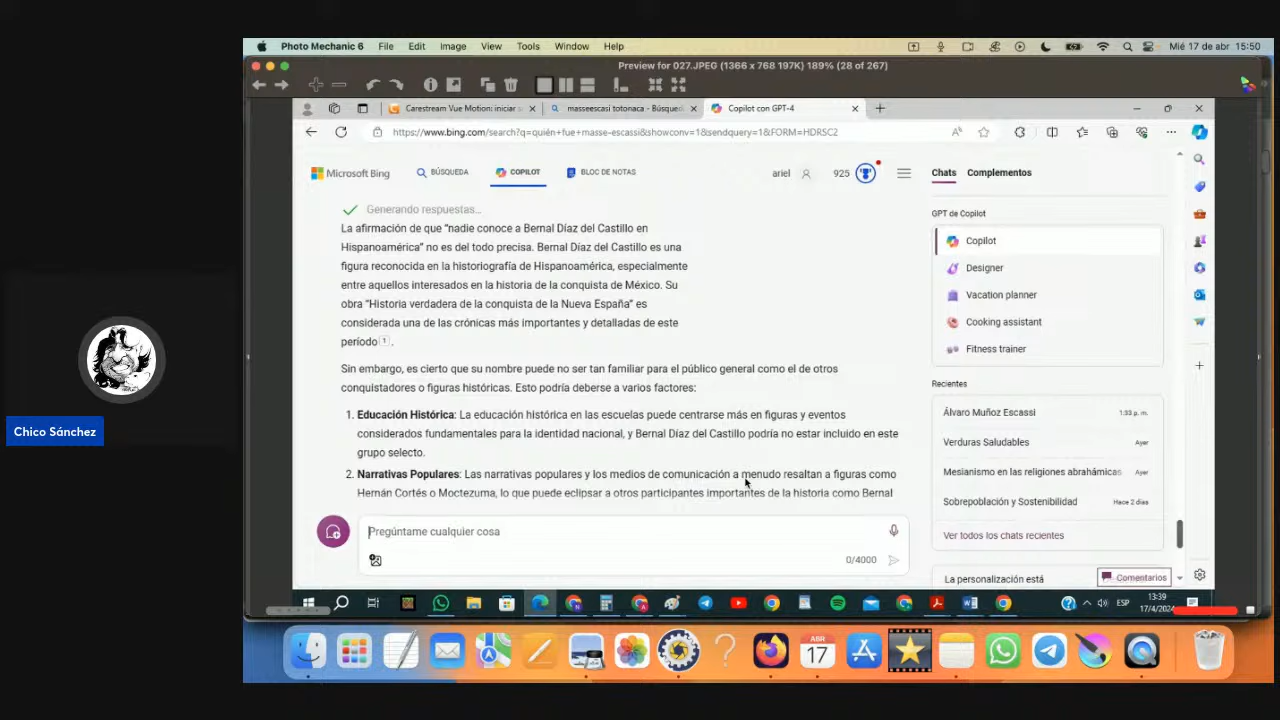 Photo Mechanic 6 File Edit Image View Tools Window Help
Mié 17 de abr 15:50
Preview for 027.JPEG (1366 x 768 197K) 189% (28 of 267)
Carestream Vue Motion: iniciar s
masseescasi totonaca - Búsqued
Copilot con GPT-4
https://www.bing.com/search?q=quién+fue+masse-escassi&showconv=1&sendquery=1&FORM=HDRSC2
Microsoft Bing
BÚSQUEDA
COPILOT
BLOC DE NOTAS
ariel
925
Chats
Complementos
Generando respuestas...
La afirmación de que "nadie conoce a Bernal Díaz del Castillo en
Hispanoamérica" no es del todo precisa. Bernal Díaz del Castillo es una
figura reconocida en la historiografía de Hispanoamérica, especialmente
entre aquellos interesados en la historia de la conquista de México. Su
obra "Historia verdadera de la conquista de la Nueva España" es
considerada una de las crónicas más importantes y detalladas de este
período 1.
Sin embargo, es cierto que su nombre puede no ser tan familiar para el público general como el de otros
conquistadores o figuras históricas. Esto podría deberse a varios factores:
1. Educación Histórica: La educación histórica en las escuelas puede centrarse más en figuras y eventos
considerados fundamentales para la identidad nacional, y Bernal Díaz del Castillo podría no estar incluido en este
grupo selecto.
2. Narrativas Populares: Las narrativas populares y los medios de comunicación a menudo resaltan a figuras como
Hernán Cortés o Moctezuma, lo que puede eclipsar a otros participantes importantes de la historia como Bernal
Pregúntame cualquier cosa
0/4000
GPT de Copilot
Copilot
Designer
Vacation planner
Cooking assistant
Fitness trainer
Recientes
Álvaro Muñoz Escassi 1:33 p. m.
Verduras Saludables Ayer
Mesianismo en las religiones abrahámicas Ayer
Sobrepoblación y Sostenibilidad Hace 2 días
Ver todos los chats recientes
La personalización está
Comentarios
ESP
13:39
17/4/2024
Chico Sánchez
ABR
17